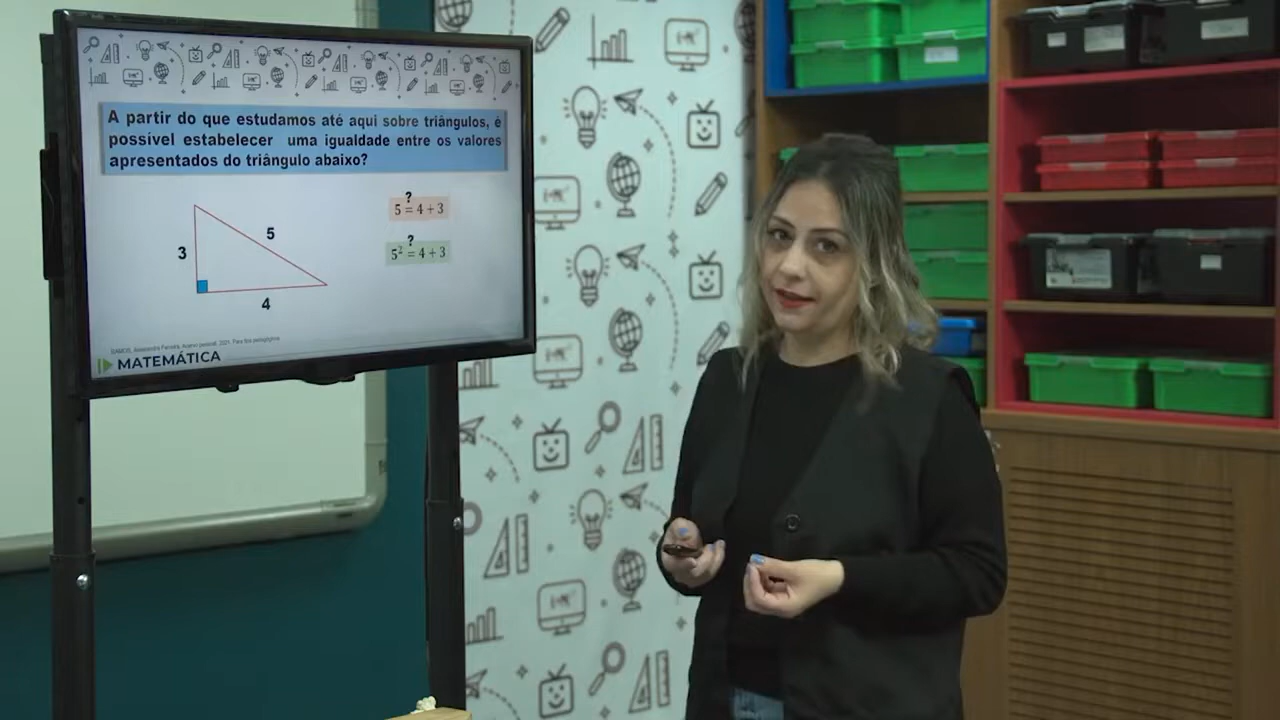 A partir do que estudamos até aqui sobre triângulos, é
possível estabelecer uma igualdade entre os valores
apresentados do triângulo abaixo?
?
5 = 4 + 3
?
5² = 4 + 3
3
5
4
MATEMÁTICA